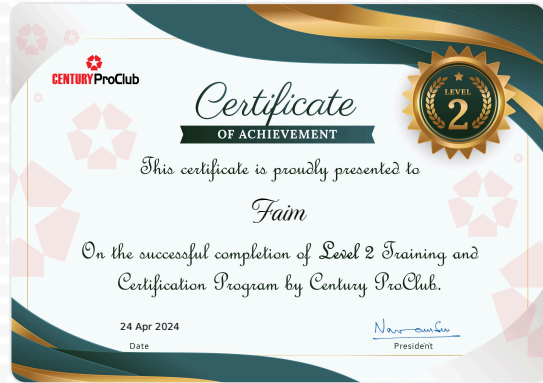 CENTURY ProClub
Certificate
OF ACHIEVEMENT
LEVEL
2
This certificate is proudly presented to
Faim
On the successful completion of Level 2 Training and
Certification Program by Century ProClub.
24 Apr 2024
Date
President